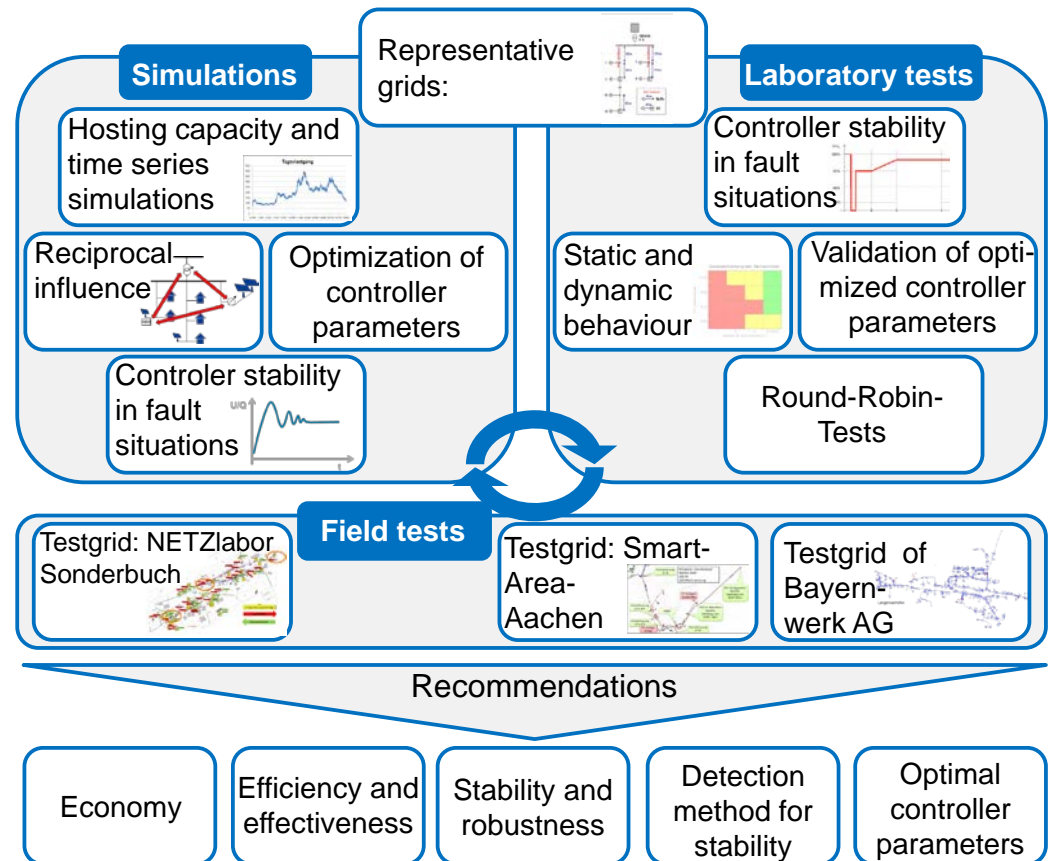 Representative
grids:
Simulations
Hosting capacity and
time series
simulations
Reciprocal
influence
Optimization of
controller
parameters
Controler stability
in fault
situations
u/Q
t
Laboratory tests
Controller stability
in fault
situations
Static and
dynamic
behaviour
Validation of opti-
mized controller
parameters
Round-Robin-
Tests
Field tests
Testgrid: NETZlabor
Sonderbuch
Testgrid: Smart-
Area-
Aachen
Testgrid of
Bayern-
werk AG
Recommendations
Economy
Efficiency and
effectiveness
Stability and
robustness
Detection
method for
stability
Optimal
controller
parameters